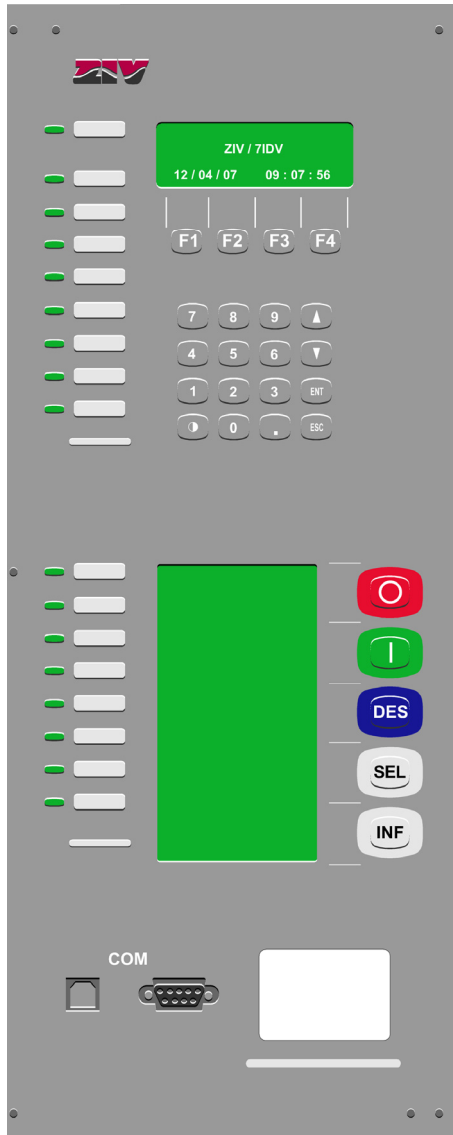 ZIV
ZIV / 7IDV
12 / 04 / 07 09 : 07 : 56
F1 F2 F3 F4
7 8 9
4 5 6
1 2 3 ENT
0 . ESC
O
I
DES
SEL
INF
COM